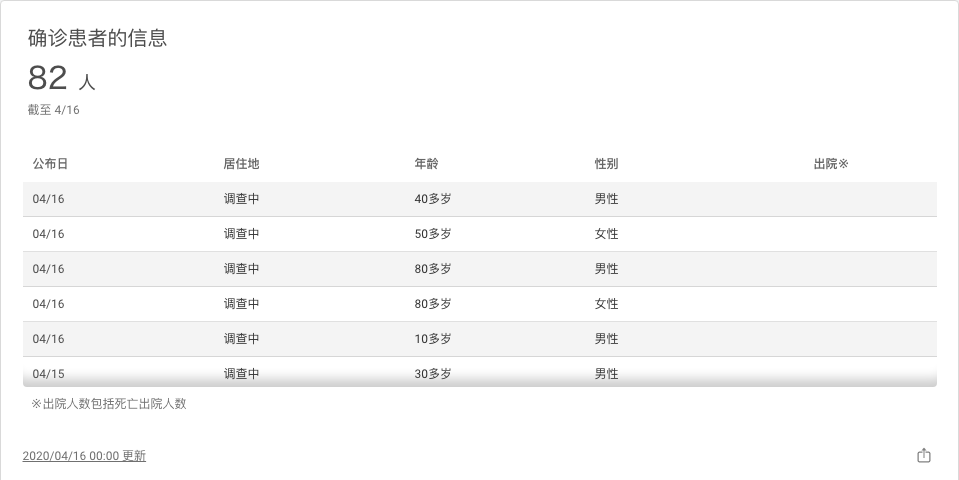 确诊患者的信息
82 人
截至 4/16
公布日 居住地 年龄 性别 出院※
04/16 调查中 40多岁 男性
04/16 调查中 50多岁 女性
04/16 调查中 80多岁 男性
04/16 调查中 80多岁 女性
04/16 调查中 10多岁 男性
04/15 调查中 30多岁 男性
※出院人数包括死亡出院人数
2020/04/16 00:00 更新